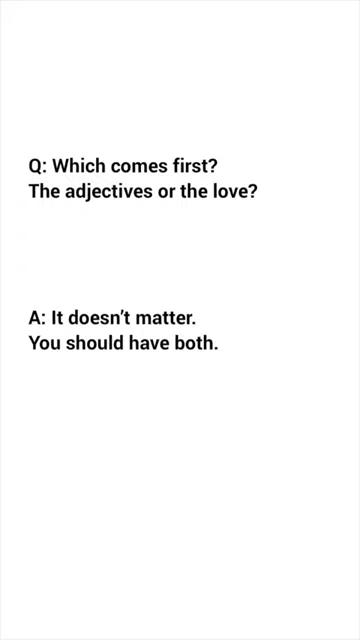 Q: Which comes first?
The adjectives or the love?
A: It doesn’t matter.
You should have both.